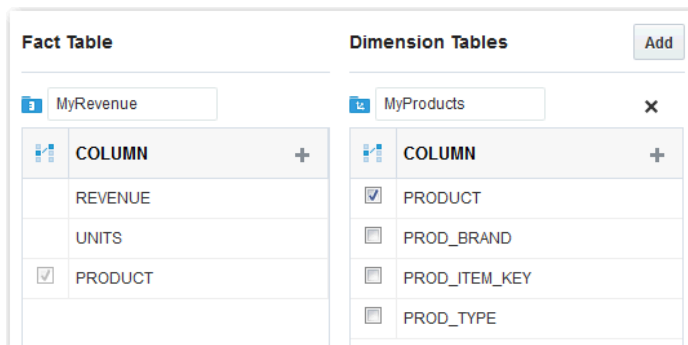 Fact Table
Dimension Tables
Add
MyRevenue
MyProducts
COLUMN
COLUMN
REVENUE
PRODUCT
UNITS
PROD_BRAND
PRODUCT
PROD_ITEM_KEY
PROD_TYPE